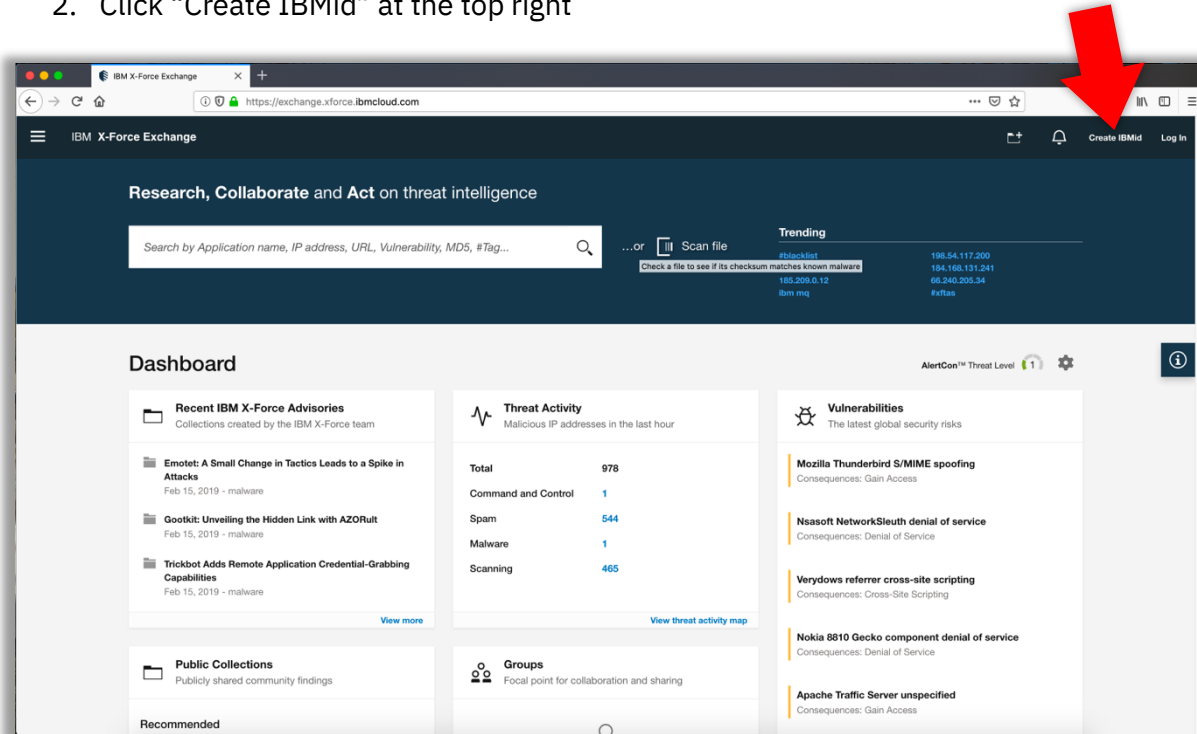 2. Click “Create IBMid” at the top right
IBM X-Force Exchange
https://exchange.xforce.ibmcloud.com
IBM X-Force Exchange
Create IBMid Log In
Research, Collaborate and Act on threat intelligence
Search by Application name, IP address, URL, Vulnerability, MD5, #Tag...
...or Scan file
Check a file to see if its checksum matches known malware
Trending
#blacklist 198.54.117.200
184.168.131.241
185.209.0.12 66.240.205.34
ibm mq #xftas
Dashboard
AlertCon™ Threat Level 1
Recent IBM X-Force Advisories
Collections created by the IBM X-Force team
Emotet: A Small Change in Tactics Leads to a Spike in
Attacks
Feb 15, 2019 - malware
Gootkit: Unveiling the Hidden Link with AZORult
Feb 15, 2019 - malware
Trickbot Adds Remote Application Credential-Grabbing
Capabilities
Feb 15, 2019 - malware
View more
Threat Activity
Malicious IP addresses in the last hour
Total 978
Command and Control 1
Spam 544
Malware 1
Scanning 465
View threat activity map
Vulnerabilities
The latest global security risks
Mozilla Thunderbird S/MIME spoofing
Consequences: Gain Access
Nsasoft NetworkSleuth denial of service
Consequences: Denial of Service
Verydows referrer cross-site scripting
Consequences: Cross-Site Scripting
Nokia 8810 Gecko component denial of service
Consequences: Denial of Service
Apache Traffic Server unspecified
Consequences: Gain Access
Public Collections
Publicly shared community findings
Recommended
Groups
Focal point for collaboration and sharing